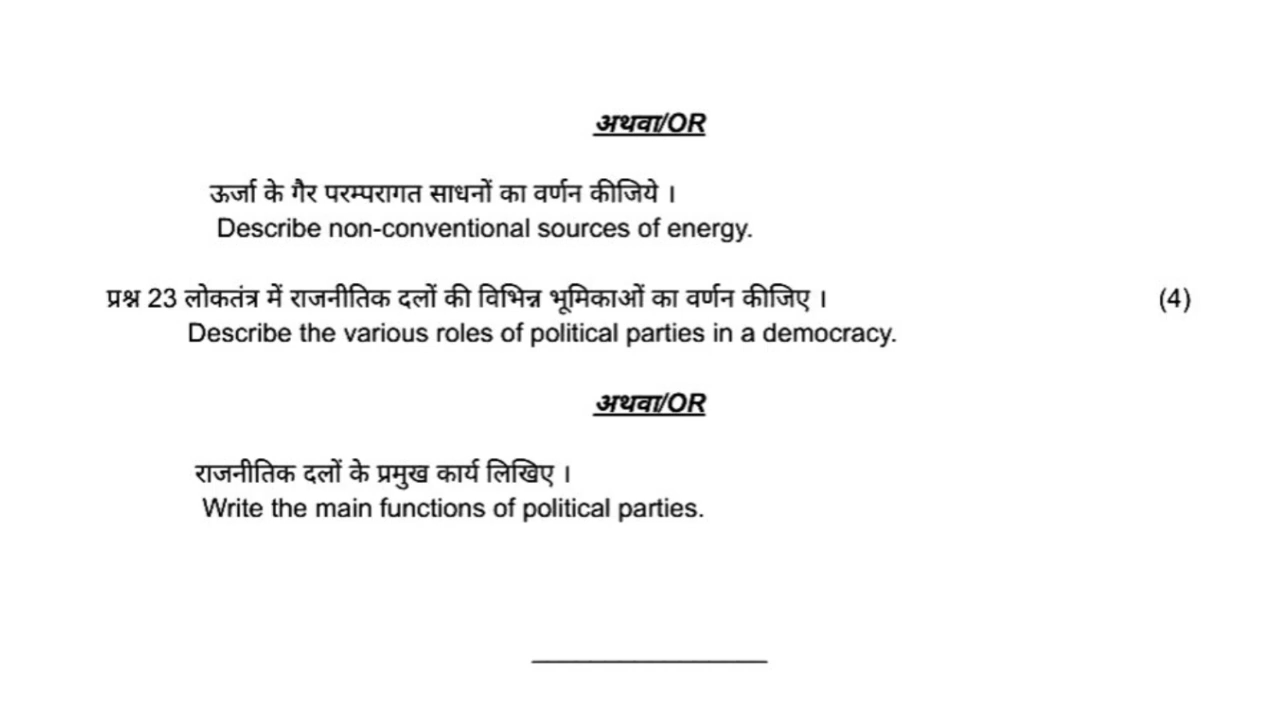 अथवा/OR
ऊर्जा के गैर परम्परागत साधनों का वर्णन कीजिये ।
Describe non-conventional sources of energy.
प्रश्न 23 लोकतंत्र में राजनीतिक दलों की विभिन्न भूमिकाओं का वर्णन कीजिए । (4)
Describe the various roles of political parties in a democracy.
अथवा/OR
राजनीतिक दलों के प्रमुख कार्य लिखिए ।
Write the main functions of political parties.